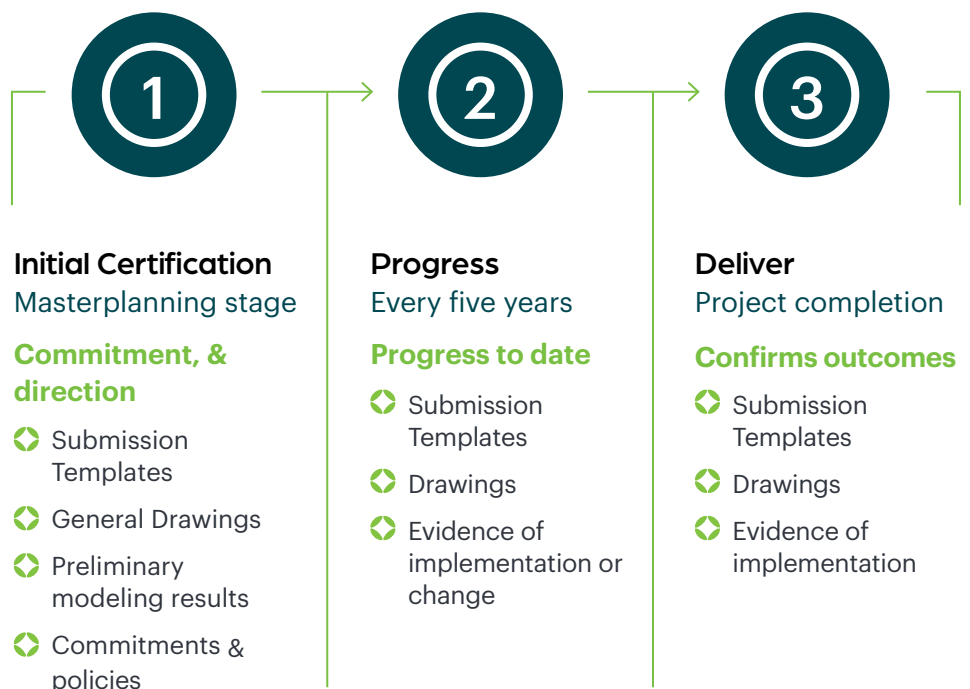 1
Initial Certification
Masterplanning stage
Commitment, &
direction
Submission
Templates
General Drawings
Preliminary
modeling results
Commitments &
policies
2
Progress
Every five years
Progress to date
Submission
Templates
Drawings
Evidence of
implementation or
change
3
Deliver
Project completion
Confirms outcomes
Submission
Templates
Drawings
Evidence of
implementation